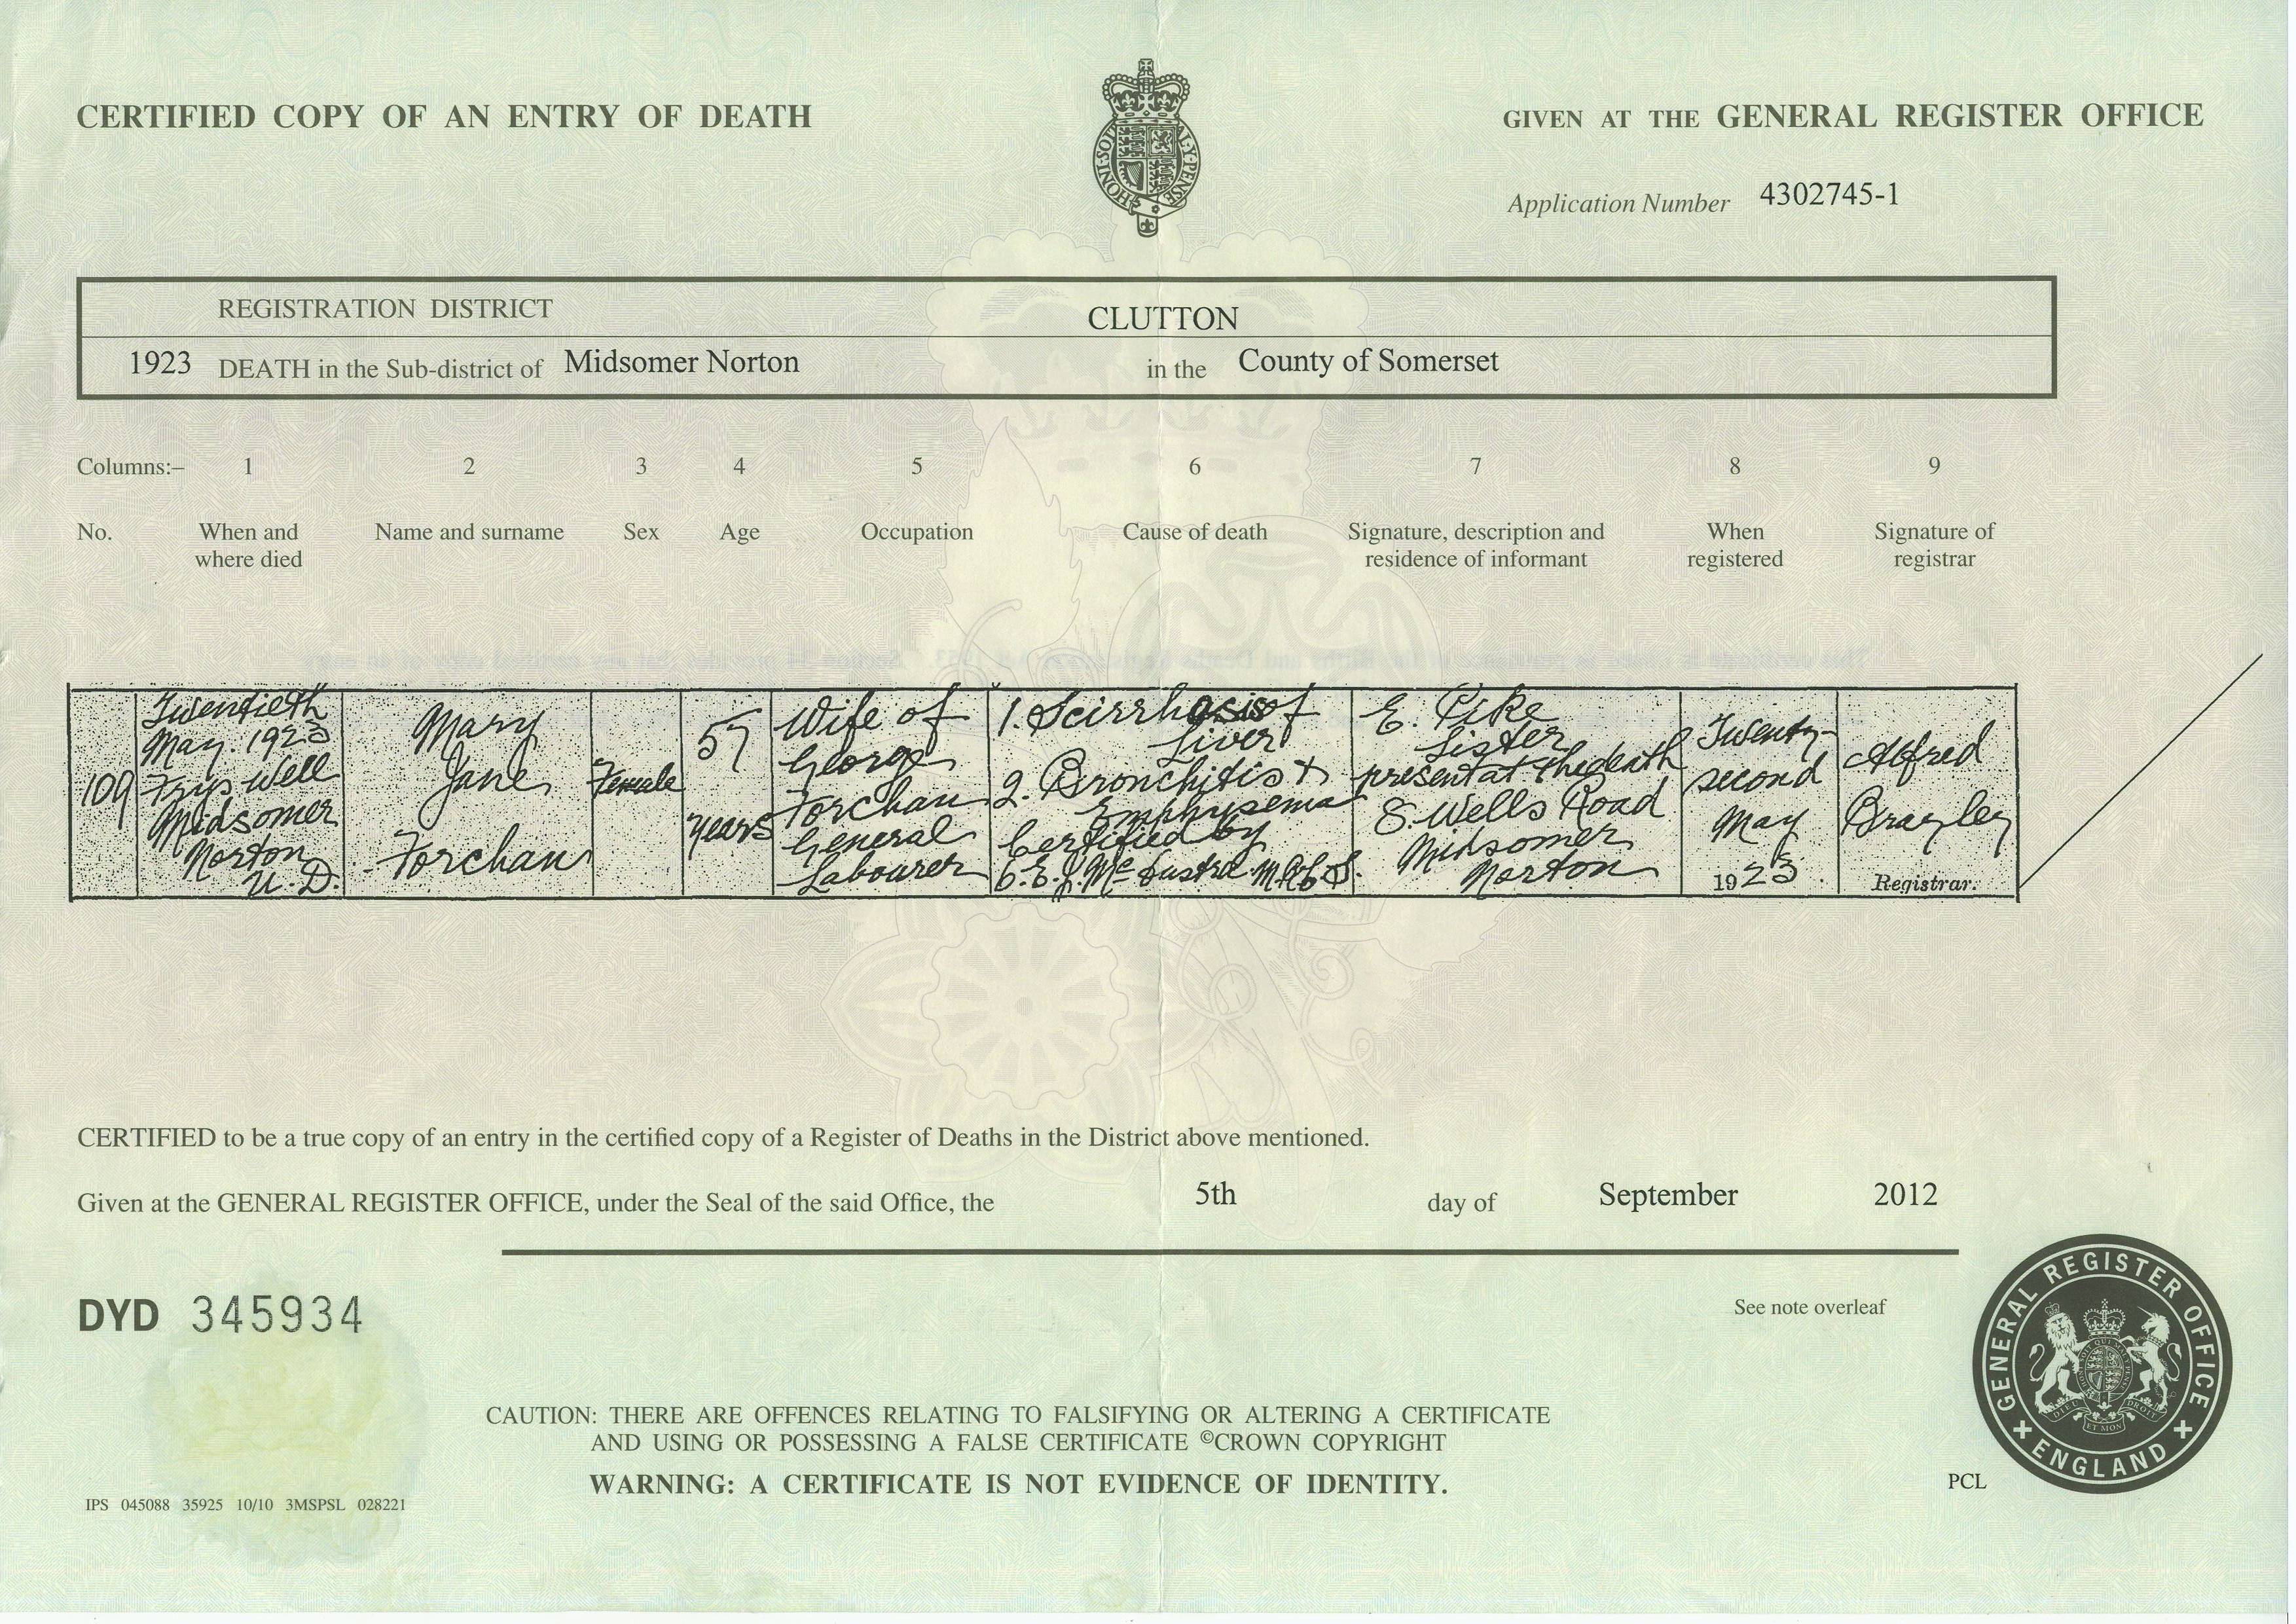 CERTIFIED COPY OF AN ENTRY OF DEATH
GIVEN AT THE GENERAL REGISTER OFFICE
Application Number 4302745-1
REGISTRATION DISTRICT CLUTTON
1923 DEATH in the Sub-district of Midsomer Norton in the County of Somerset
Columns:– 1 2 3 4 5 6 7 8 9
No. When and where died Name and surname Sex Age Occupation Cause of death Signature, description and residence of informant When registered Signature of registrar
109
Twentieth
May. 1923
Frys Well
Midsomer
Norton
U.D.
Mary
Jane
Forchan
Female
57
years
Wife of
George
Forchan
General
Labourer
1. Scirrhosis of
Liver
2. Bronchitis &
Emphysema
Certified by
M.R.C.S.
E. Pike
Sister
present at the death
8. Wells Road
Midsomer
Norton
Twenty-
second
May
1923.
Alfred
Brayley
Registrar.
CERTIFIED to be a true copy of an entry in the certified copy of a Register of Deaths in the District above mentioned.
Given at the GENERAL REGISTER OFFICE, under the Seal of the said Office, the 5th day of September 2012
DYD 345934
See note overleaf
GENERAL REGISTER OFFICE
ENGLAND
CAUTION: THERE ARE OFFENCES RELATING TO FALSIFYING OR ALTERING A CERTIFICATE
AND USING OR POSSESSING A FALSE CERTIFICATE ©CROWN COPYRIGHT
WARNING: A CERTIFICATE IS NOT EVIDENCE OF IDENTITY.
IPS 045088 35925 10/10 3MSPSL 028221
PCL